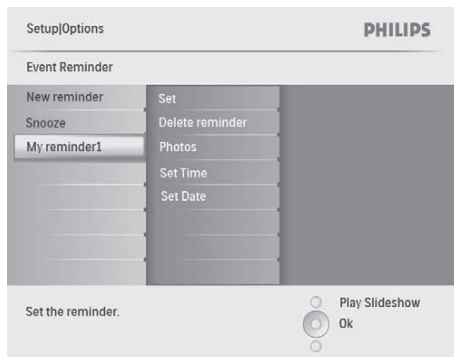 Setup|Options
PHILIPS
Event Reminder
New reminder
Snooze
My reminder1
Set
Delete reminder
Photos
Set Time
Set Date
Set the reminder.
Play Slideshow
Ok